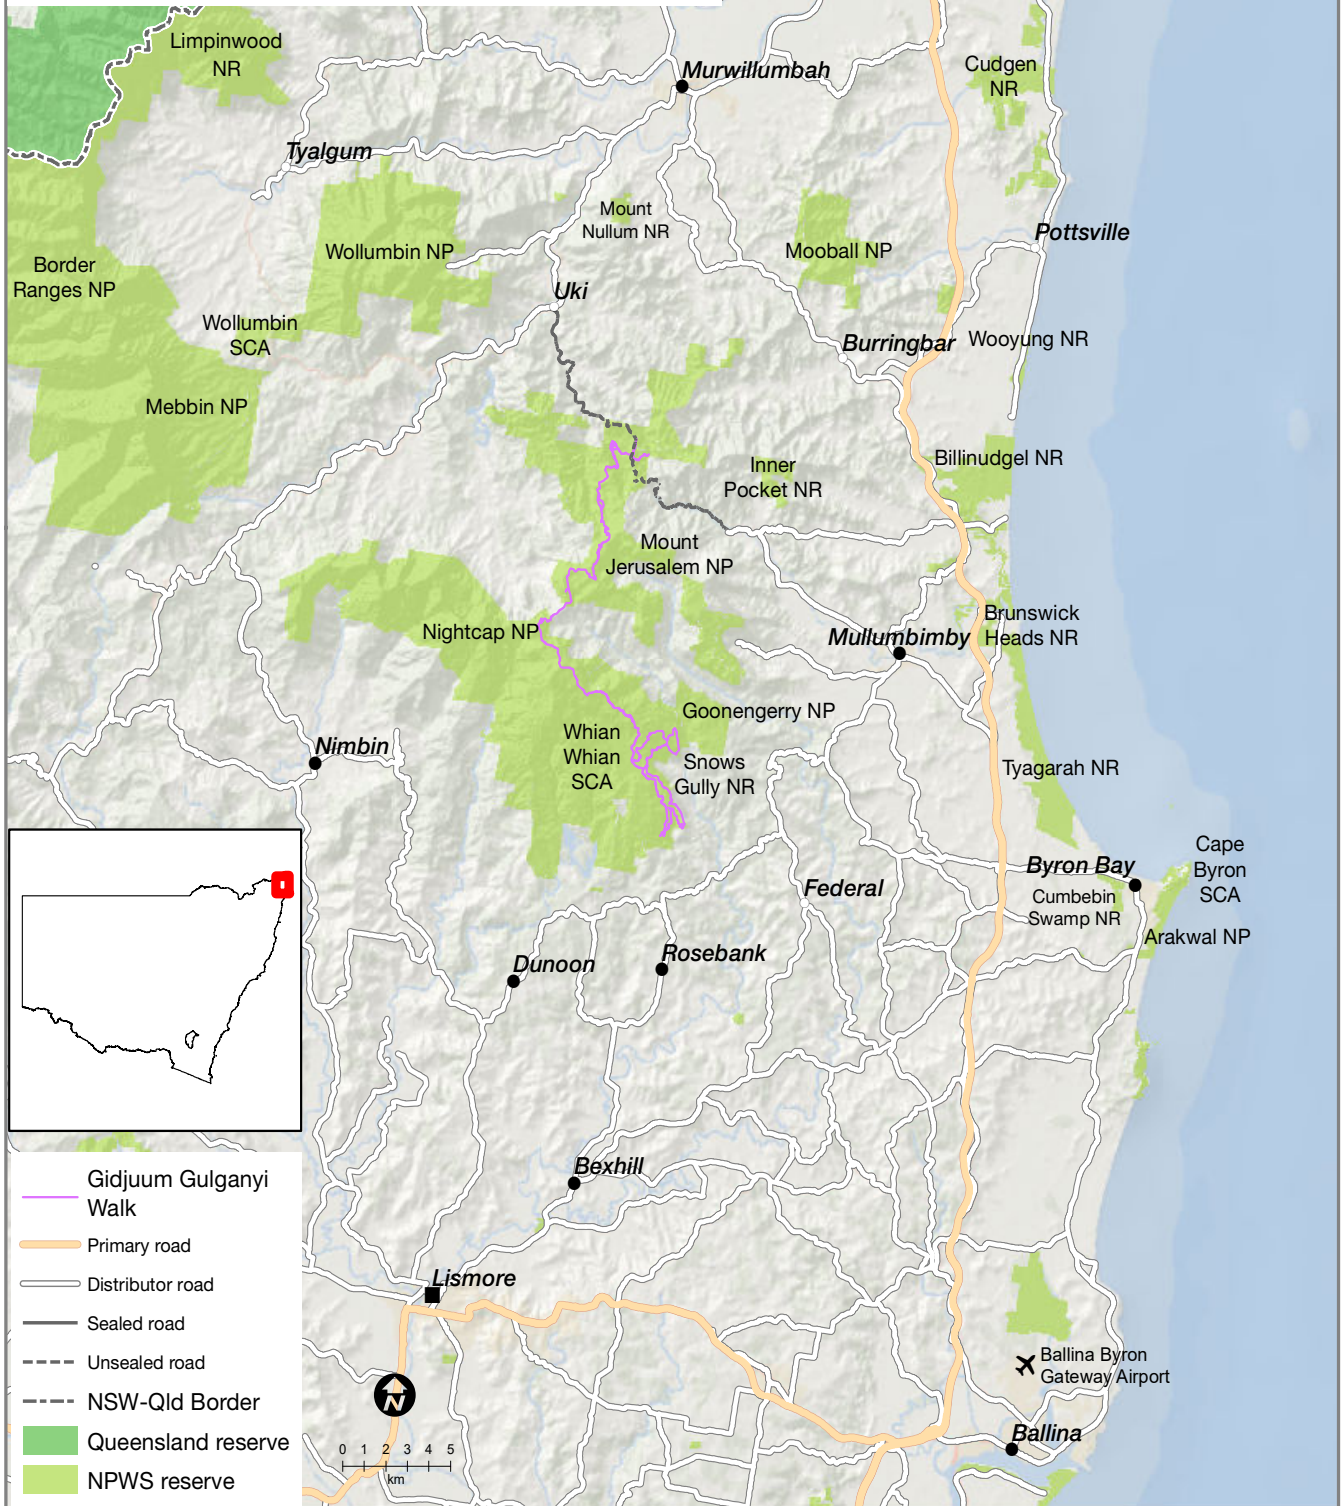 Limpinwood
NR
Murwillumbah
Cudgen
NR
Tyalgum
Mount
Nullum NR
Pottsville
Wollumbin NP
Mooball NP
Border
Ranges NP
Uki
Wollumbin
SCA
Burringbar
Wooyung NR
Mebbin NP
Billinudgel NR
Inner
Pocket NR
Mount
Jerusalem NP
Brunswick
Heads NR
Nightcap NP
Mullumbimby
Goonengerry NP
Whian
Whian
SCA
Nimbin
Snows
Gully NR
Tyagarah NR
Cape
Byron
SCA
Byron Bay
Federal
Cumbebin
Swamp NR
Arakwal NP
Rosebank
Dunoon
Bexhill
Gidjuum Gulganyi
Walk
Primary road
Distributor road
Sealed road
Unsealed road
NSW-Qld Border
Queensland reserve
NPWS reserve
Lismore
N
0 1 2 3 4 5
km
Ballina Byron
Gateway Airport
Ballina